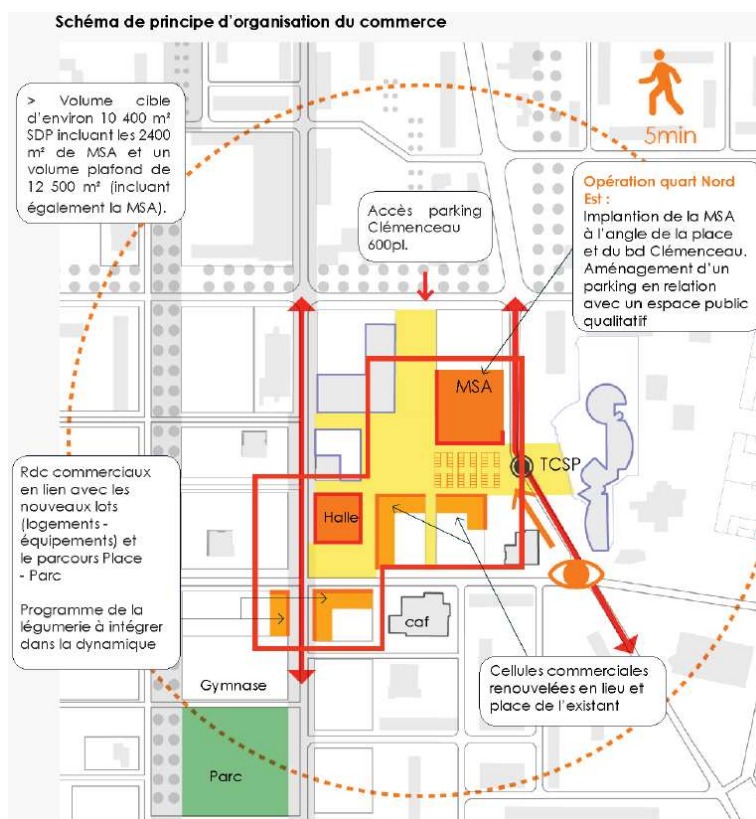 Schéma de principe d'organisation du commerce
> Volume cible
d'environ 10 400 m²
SDP incluant les 2400
m² de MSA et un
volume plafond de
12 500 m² (incluant
également la MSA).
5min
Opération quart Nord
Est :
Implantion de la MSA
à l'angle de la place
et du bd Clémenceau.
Aménagement d'un
parking en relation
avec un espace public
qualitatif
Accès parking
Clémenceau
600pl.
MSA
TCSP
Halle
Rdc commerciaux
en lien avec les
nouveaux lots
(logements -
équipements) et
le parcours Place
- Parc
Programme de la
légumerie à intégrer
dans la dynamique
caf
Cellules commerciales
renouvelées en lieu et
place de l'existant
Gymnase
Parc